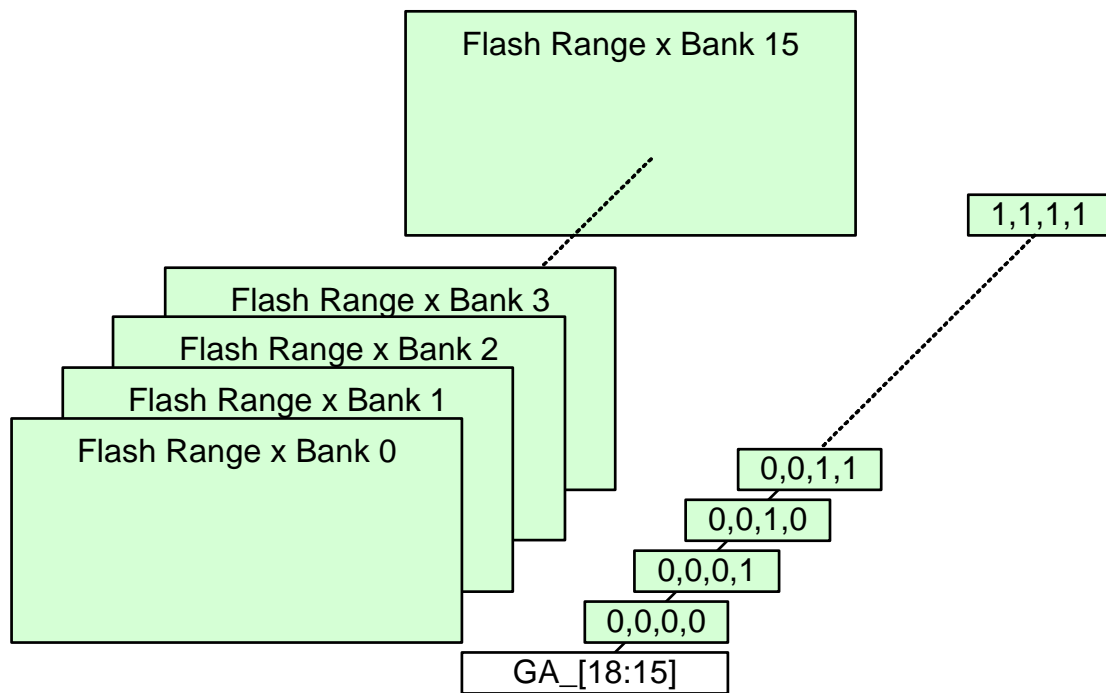 Flash Range x Bank 15
1,1,1,1
Flash Range x Bank 3
Flash Range x Bank 2
Flash Range x Bank 1
Flash Range x Bank 0
0,0,1,1
0,0,1,0
0,0,0,1
0,0,0,0
GA_[18:15]